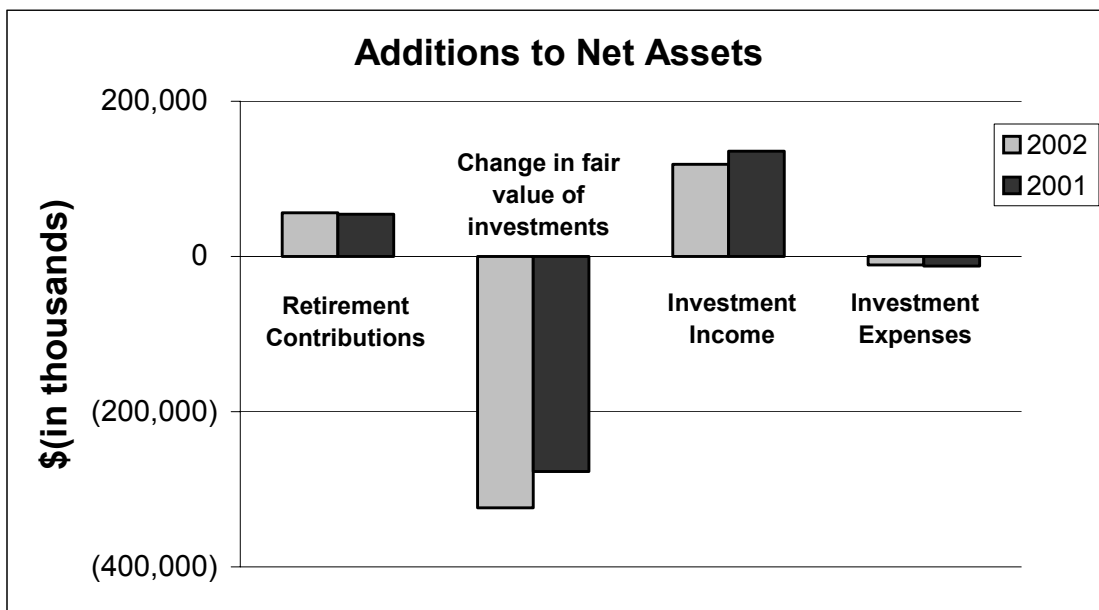 Additions to Net Assets
200,000
0
(200,000)
(400,000)
$(in thousands)
Retirement
Contributions
Change in fair
value of
investments
Investment
Income
Investment
Expenses
2002
2001